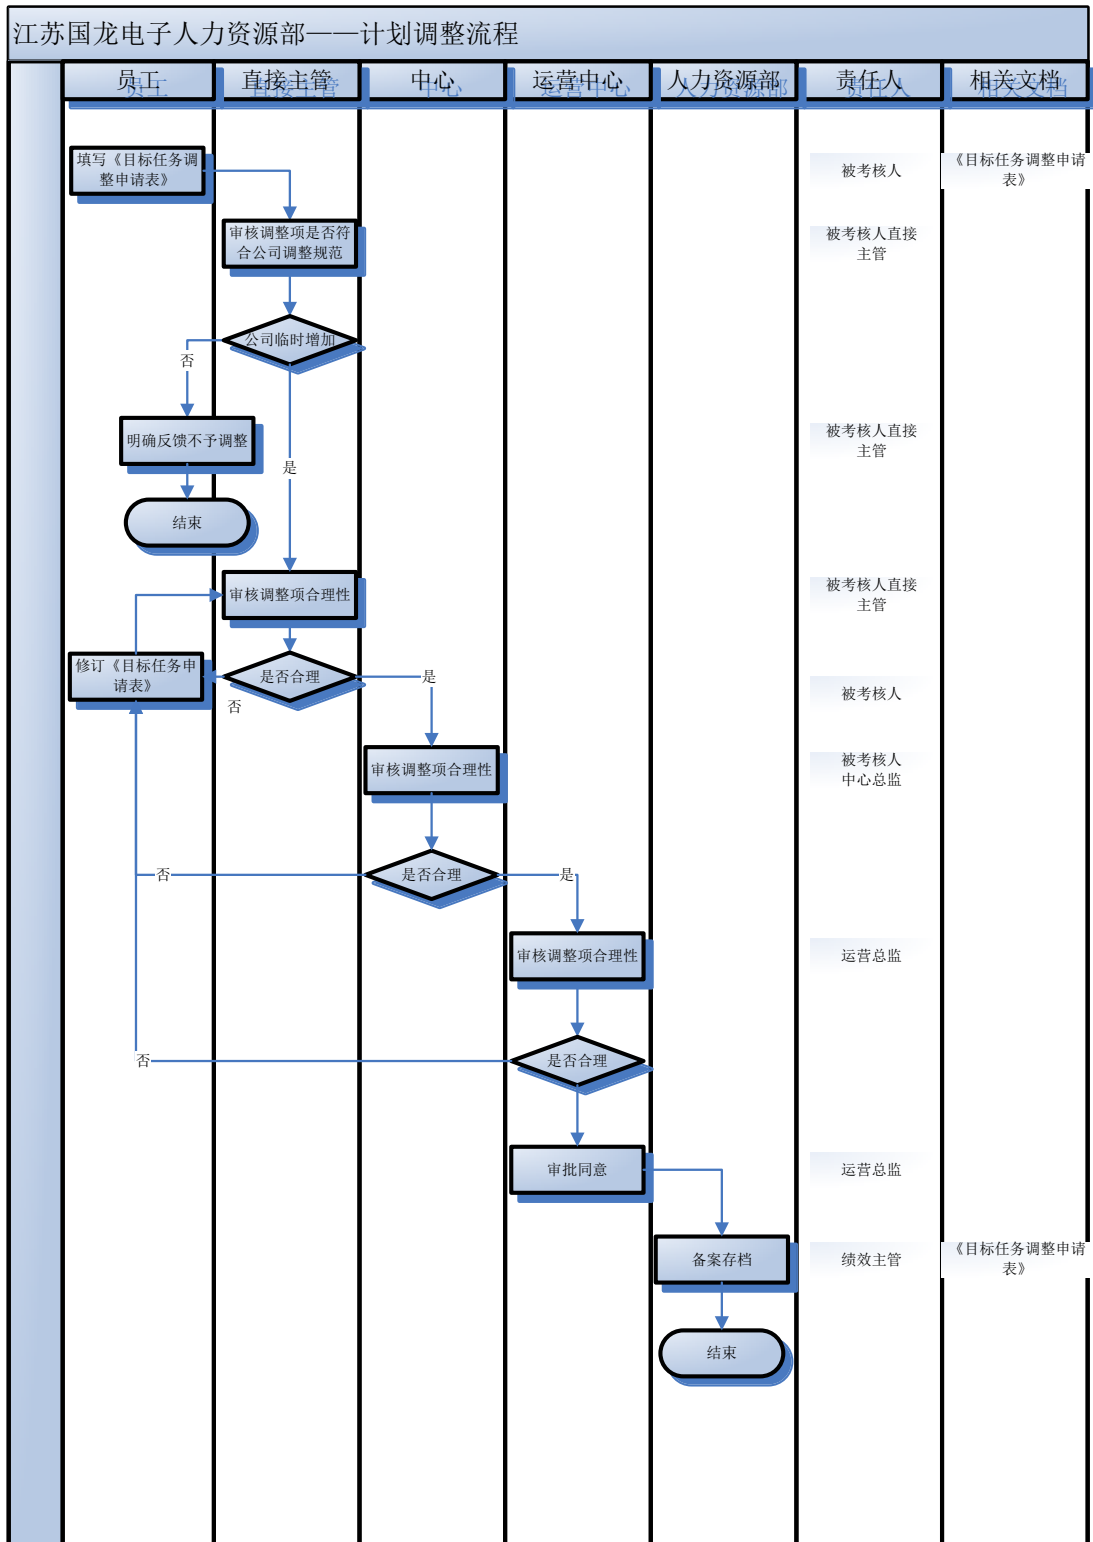 江苏国龙电子人力资源部——计划调整流程
员工 直接主管 中心 运营中心 人力资源部 责任人 相关文档
填写《目标任务调
整申请表》
被考核人
《目标任务调整申请
表》
审核调整项是否符
合公司调整规范
被考核人直接
主管
公司临时增加
否
明确反馈不予调整
被考核人直接
主管
是
结束
审核调整项合理性
被考核人直接
主管
修订《目标任务申
请表》
是否合理
是
否
被考核人
审核调整项合理性
被考核人
中心总监
否
是否合理
是
审核调整项合理性
运营总监
否
是否合理
审批同意
运营总监
备案存档
绩效主管
《目标任务调整申请
表》
结束